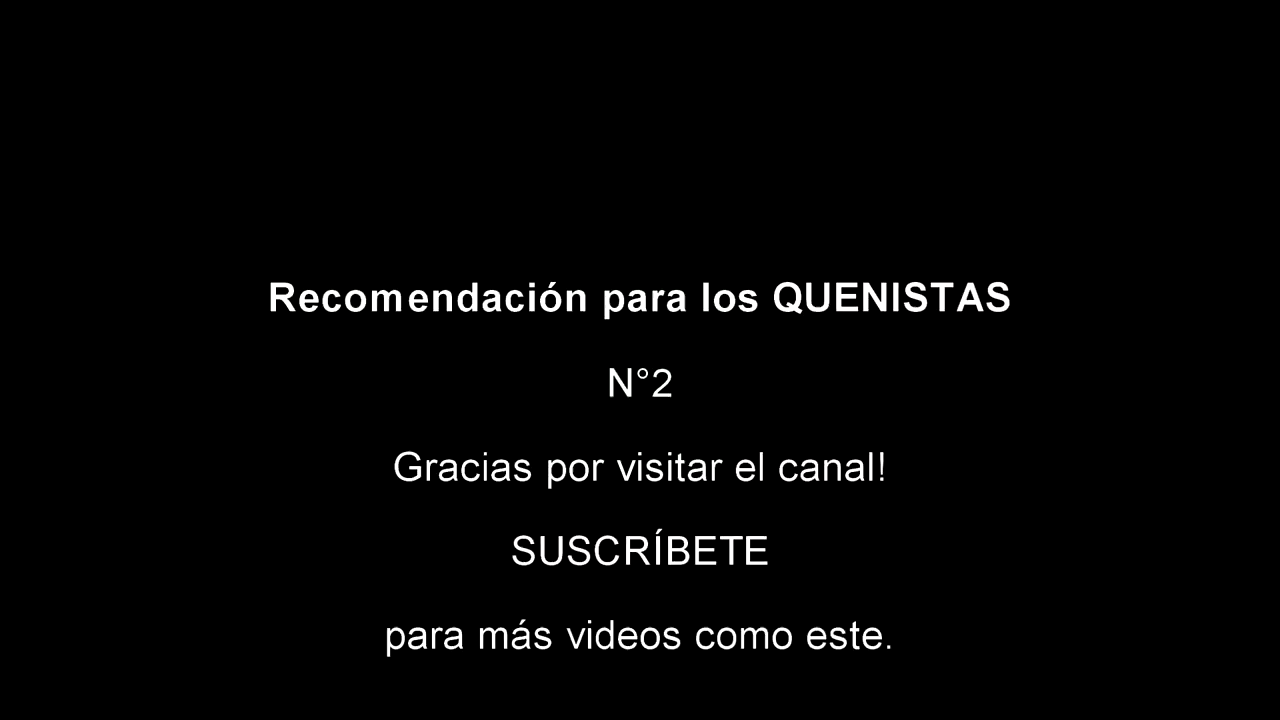 Recomendación para los QUENISTAS
N°2
Gracias por visitar el canal!
SUSCRÍBETE
para más videos como este.